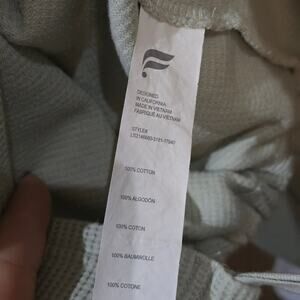 DESIGNED
IN CALIFORNIA
MADE IN VIETNAM
FABRIQUÉ AU VIETNAM
STYLE#
100% COTTON
100% ALGODÓN
100% COTON
100% BAUMWOLLE
100% COTONE